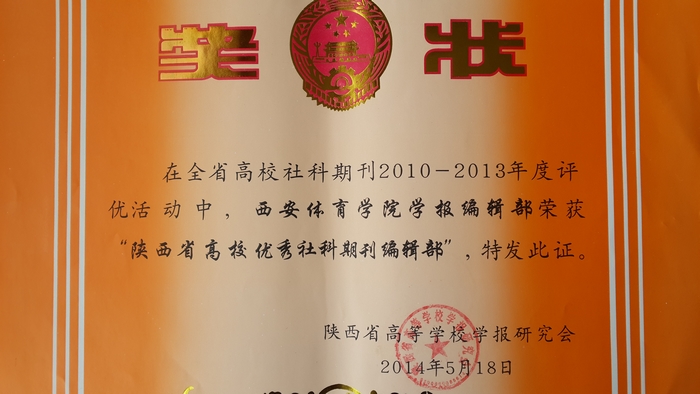 奖状
在全省高校社科期刊2010-2013年度评
优活动中，西安体育学院学报编辑部荣获
“陕西省高校优秀社科期刊编辑部”，特发此证。
陕西省高等学校学报研究会
2014年5月18日